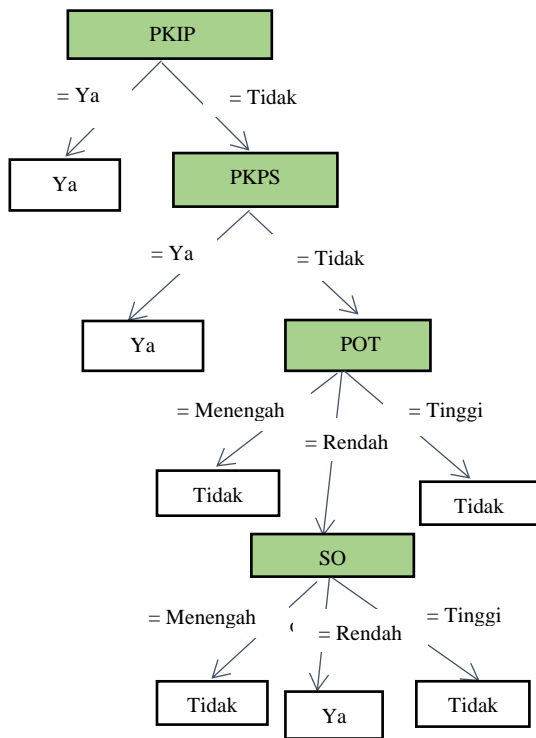 PKIP
= Ya
= Tidak
Ya
PKPS
= Ya
= Tidak
Ya
POT
= Menengah
= Tinggi
= Rendah
Tidak
Tidak
SO
= Menengah
= Tinggi
= Rendah
Tidak
Ya
Tidak